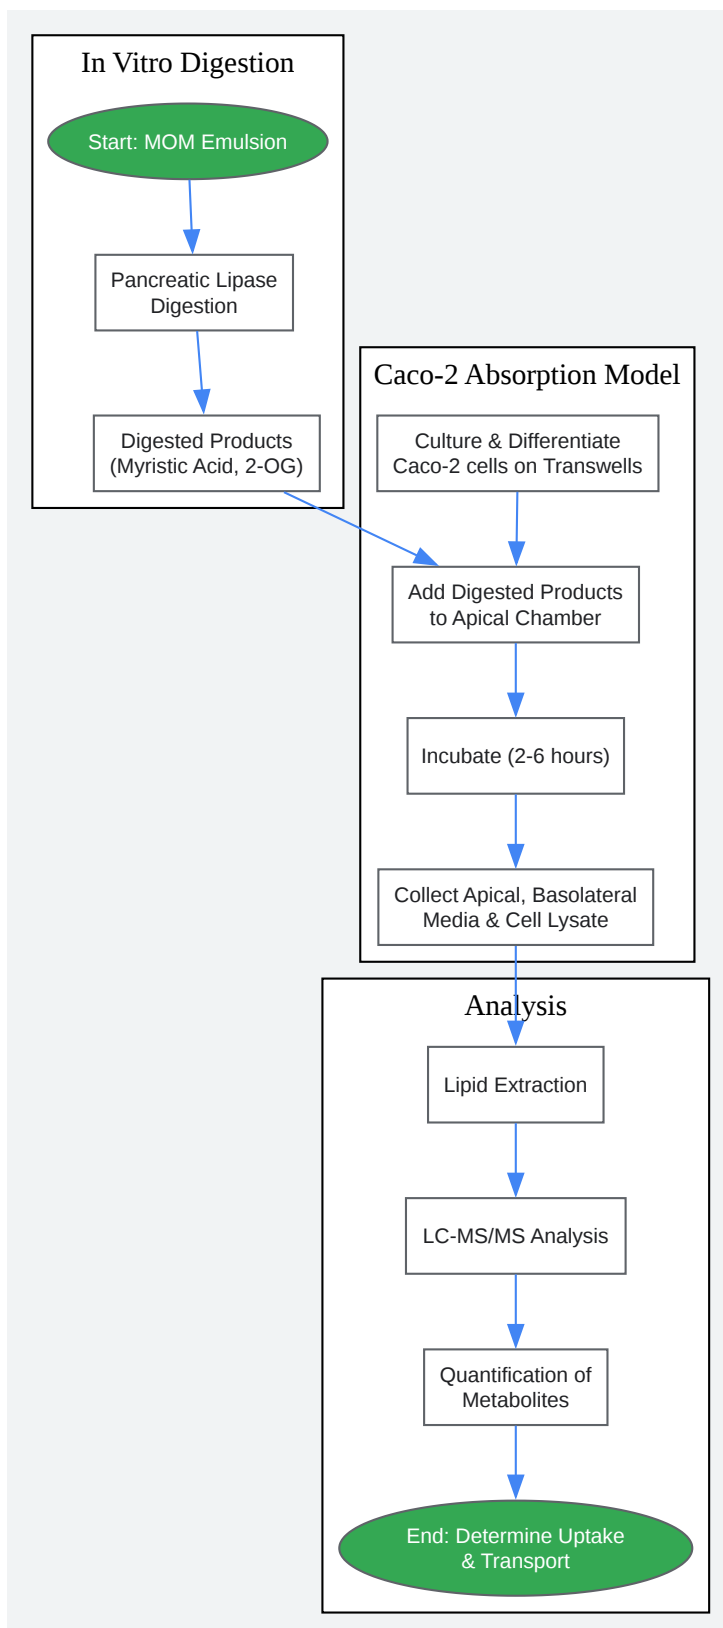 In Vitro Digestion
Start: MOM Emulsion
Pancreatic Lipase
Digestion
Digested Products
(Myristic Acid, 2-OG)
Caco-2 Absorption Model
Culture & Differentiate
Caco-2 cells on Transwells
Add Digested Products
to Apical Chamber
Incubate (2-6 hours)
Collect Apical, Basolateral
Media & Cell Lysate
Analysis
Lipid Extraction
LC-MS/MS Analysis
Quantification of
Metabolites
End: Determine Uptake
& Transport